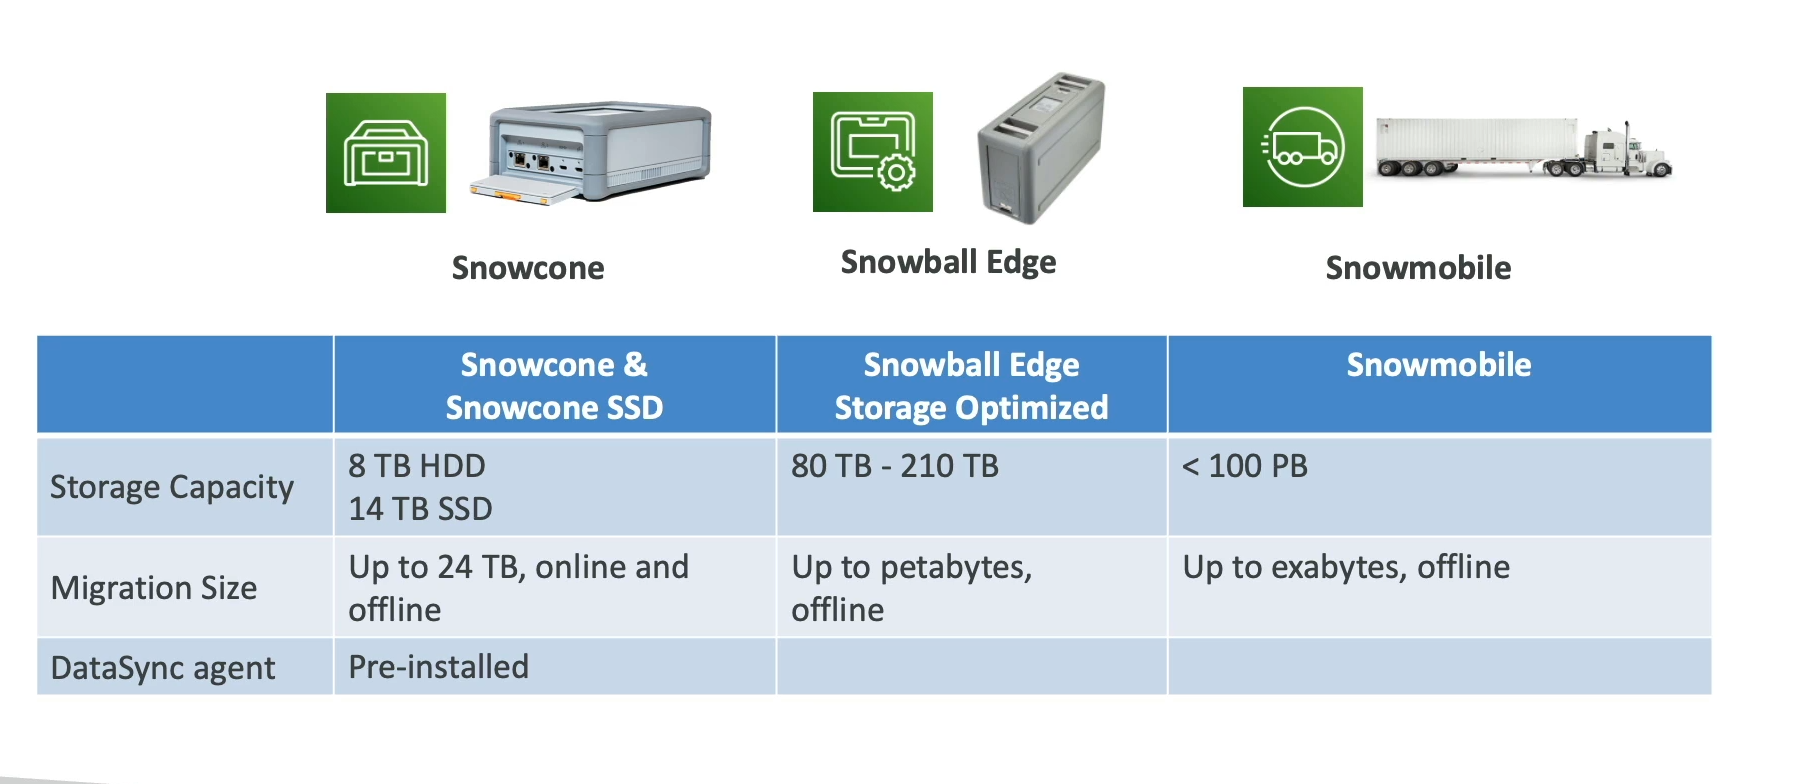 Snowcone
Snowball Edge
Snowmobile
Snowcone &
Snowcone SSD
Snowball Edge
Storage Optimized
Snowmobile
Storage Capacity
8 TB HDD
14 TB SSD
80 TB - 210 TB
< 100 PB
Migration Size
Up to 24 TB, online and
offline
Up to petabytes,
offline
Up to exabytes, offline
DataSync agent
Pre-installed